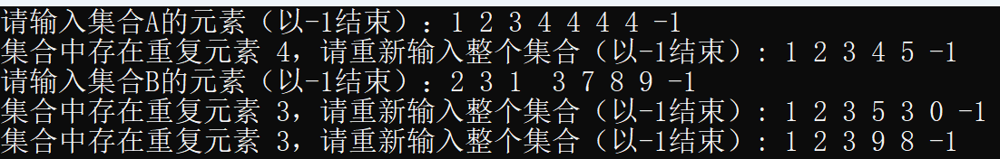 请输入集合A的元素（以-1结束）：1 2 3 4 4 4 4 -1
集合中存在重复元素 4，请重新输入整个集合（以-1结束）: 1 2 3 4 5 -1
请输入集合B的元素（以-1结束）：2 3 1  3 7 8 9 -1
集合中存在重复元素 3，请重新输入整个集合（以-1结束）: 1 2 3 5 3 0 -1
集合中存在重复元素 3，请重新输入整个集合（以-1结束）: 1 2 3 9 8 -1